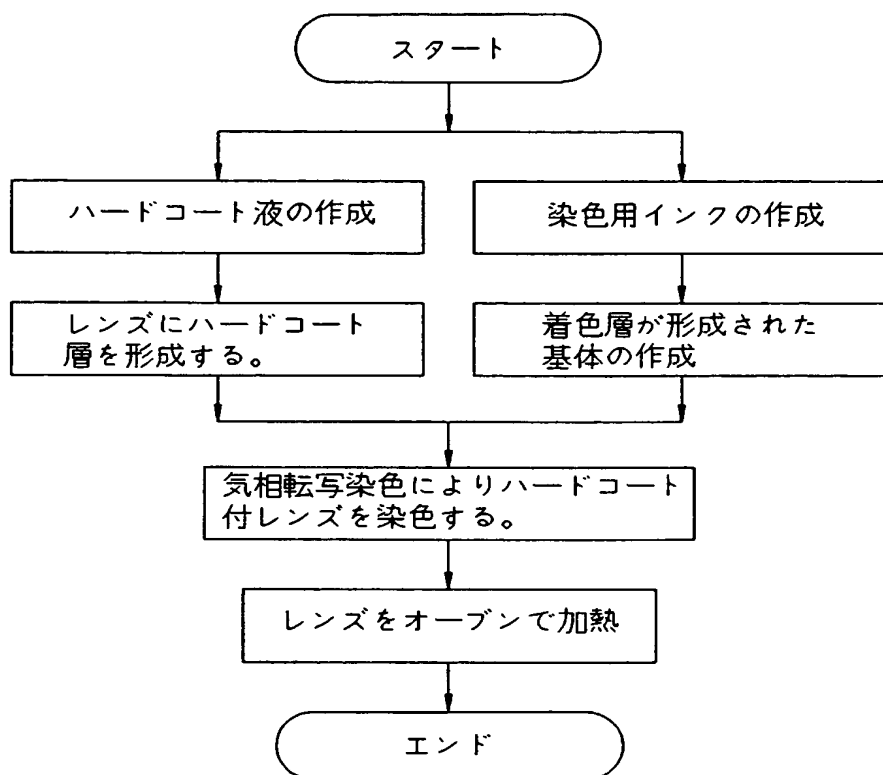 スタート
ハードコート液の作成
染色用インクの作成
レンズにハードコート
層を形成する。
着色層が形成された
基体の作成
気相転写染色によりハードコート
付レンズを染色する。
レンズをオーブンで加熱
エンド